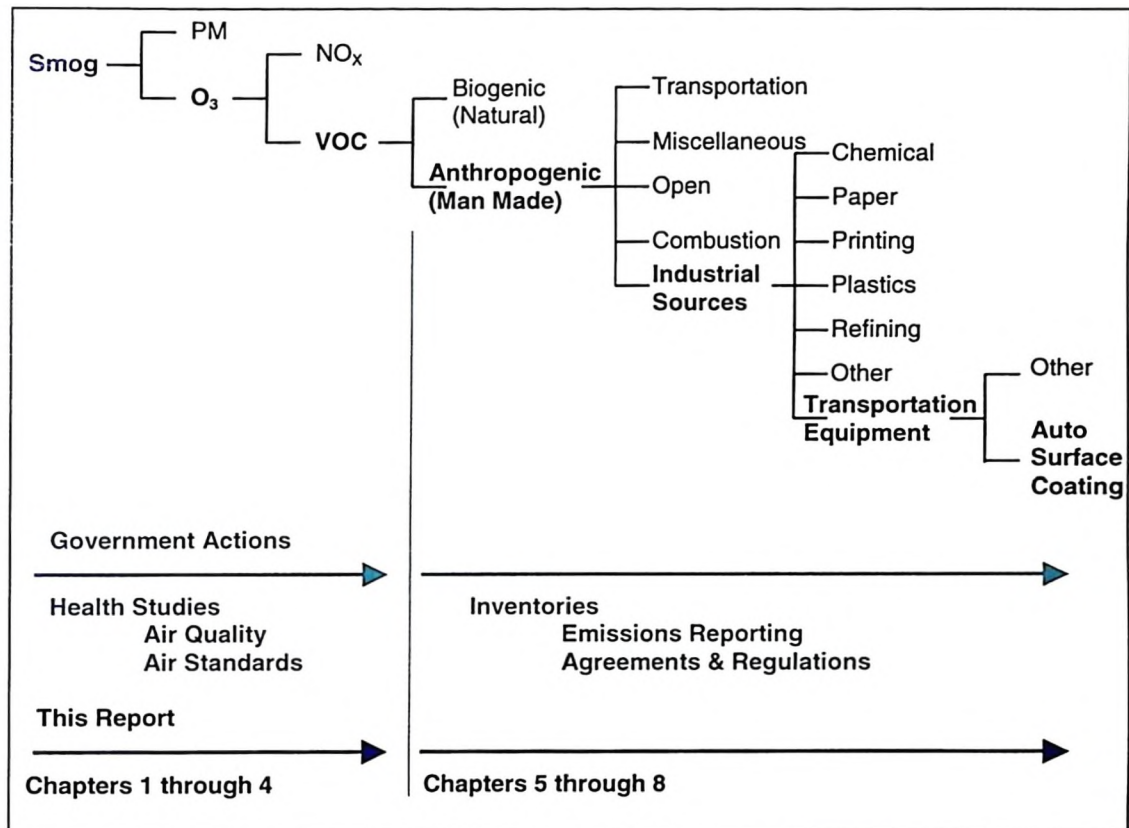 Smog
PM
O₃
NOₓ
VOC
Biogenic
(Natural)
Anthropogenic
(Man Made)
Transportation
Miscellaneous
Open
Combustion
Industrial
Sources
Chemical
Paper
Printing
Plastics
Refining
Other
Transportation
Equipment
Other
Auto
Surface
Coating
Government Actions
Health Studies
Air Quality
Air Standards
Inventories
Emissions Reporting
Agreements & Regulations
This Report
Chapters 1 through 4
Chapters 5 through 8